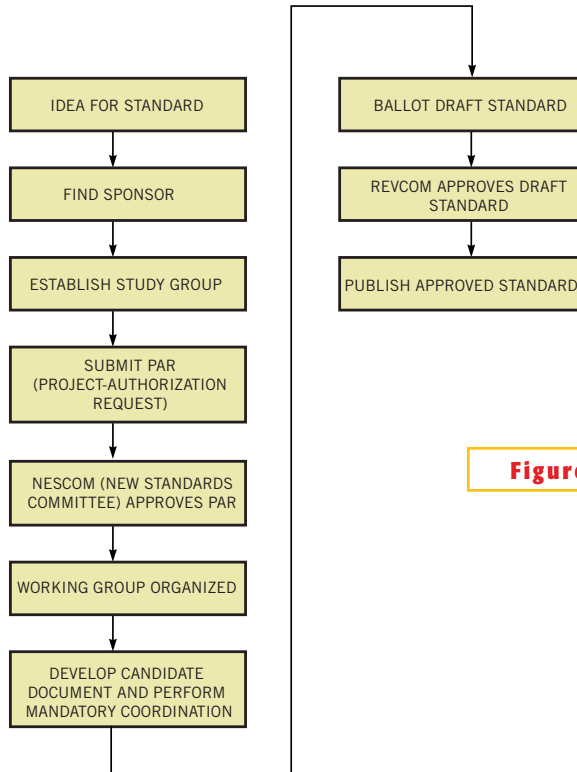 IDEA FOR STANDARD
FIND SPONSOR
ESTABLISH STUDY GROUP
SUBMIT PAR
(PROJECT-AUTHORIZATION
REQUEST)
NESCOM (NEW STANDARDS
COMMITTEE) APPROVES PAR
WORKING GROUP ORGANIZED
DEVELOP CANDIDATE
DOCUMENT AND PERFORM
MANDATORY COORDINATION
BALLOT DRAFT STANDARD
REVCOM APPROVES DRAFT
STANDARD
PUBLISH APPROVED STANDARD
Figure